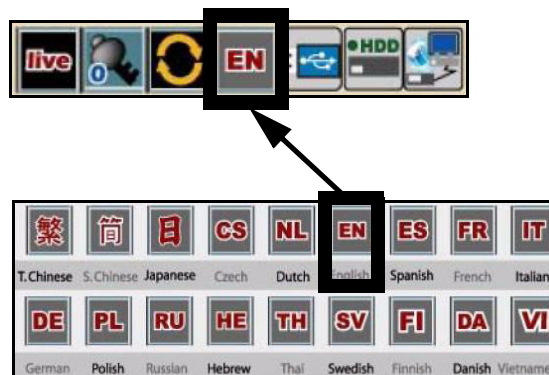 live 0 EN HDD
繁 简 日 CS NL EN ES FR IT
T.Chinese S.Chinese Japanese Czech Dutch English Spanish French Italian
DE PL RU HE TH SV FI DA VI
German Polish Russian Hebrew Thai Swedish Finnish Danish